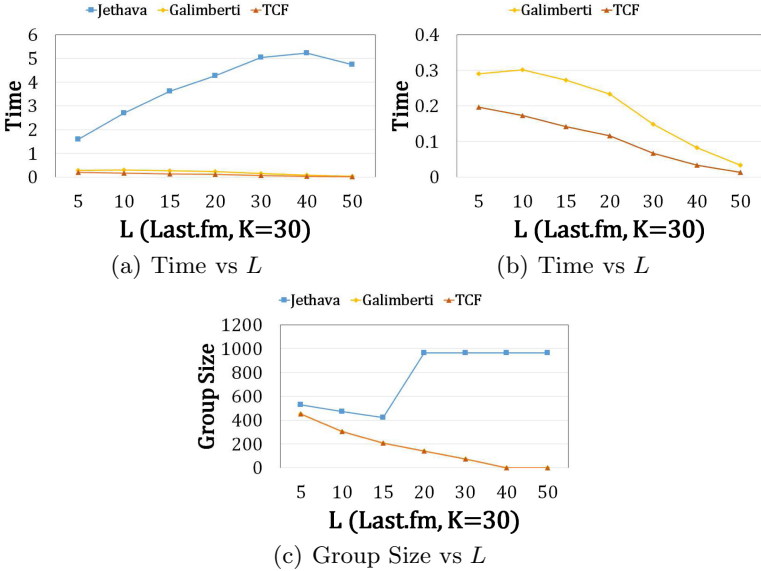 Jethava Galimberti TCF
Galimberti TCF
6
5
4
3
2
1
0
Time
5 10 15 20 30 40 50
L (Last.fm, K=30)
(a) Time vs L
0.4
0.3
0.2
0.1
0
Time
5 10 15 20 30 40 50
L (Last.fm, K=30)
(b) Time vs L
Jethava Galimberti TCF
1200
1000
800
600
400
200
0
Group Size
5 10 15 20 30 40 50
L (Last.fm, K=30)
(c) Group Size vs L